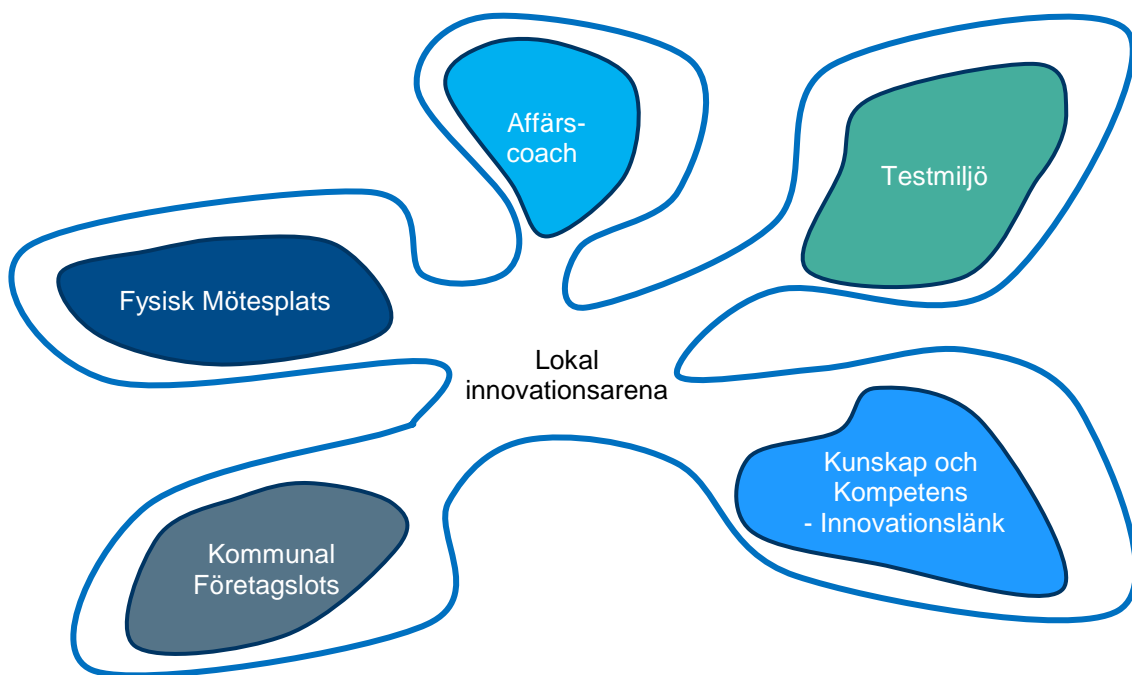 Affärs-
coach
Testmiljö
Fysisk Mötesplats
Lokal
innovationsarena
Kunskap och
Kompetens
- Innovationslänk
Kommunal
Företagslots